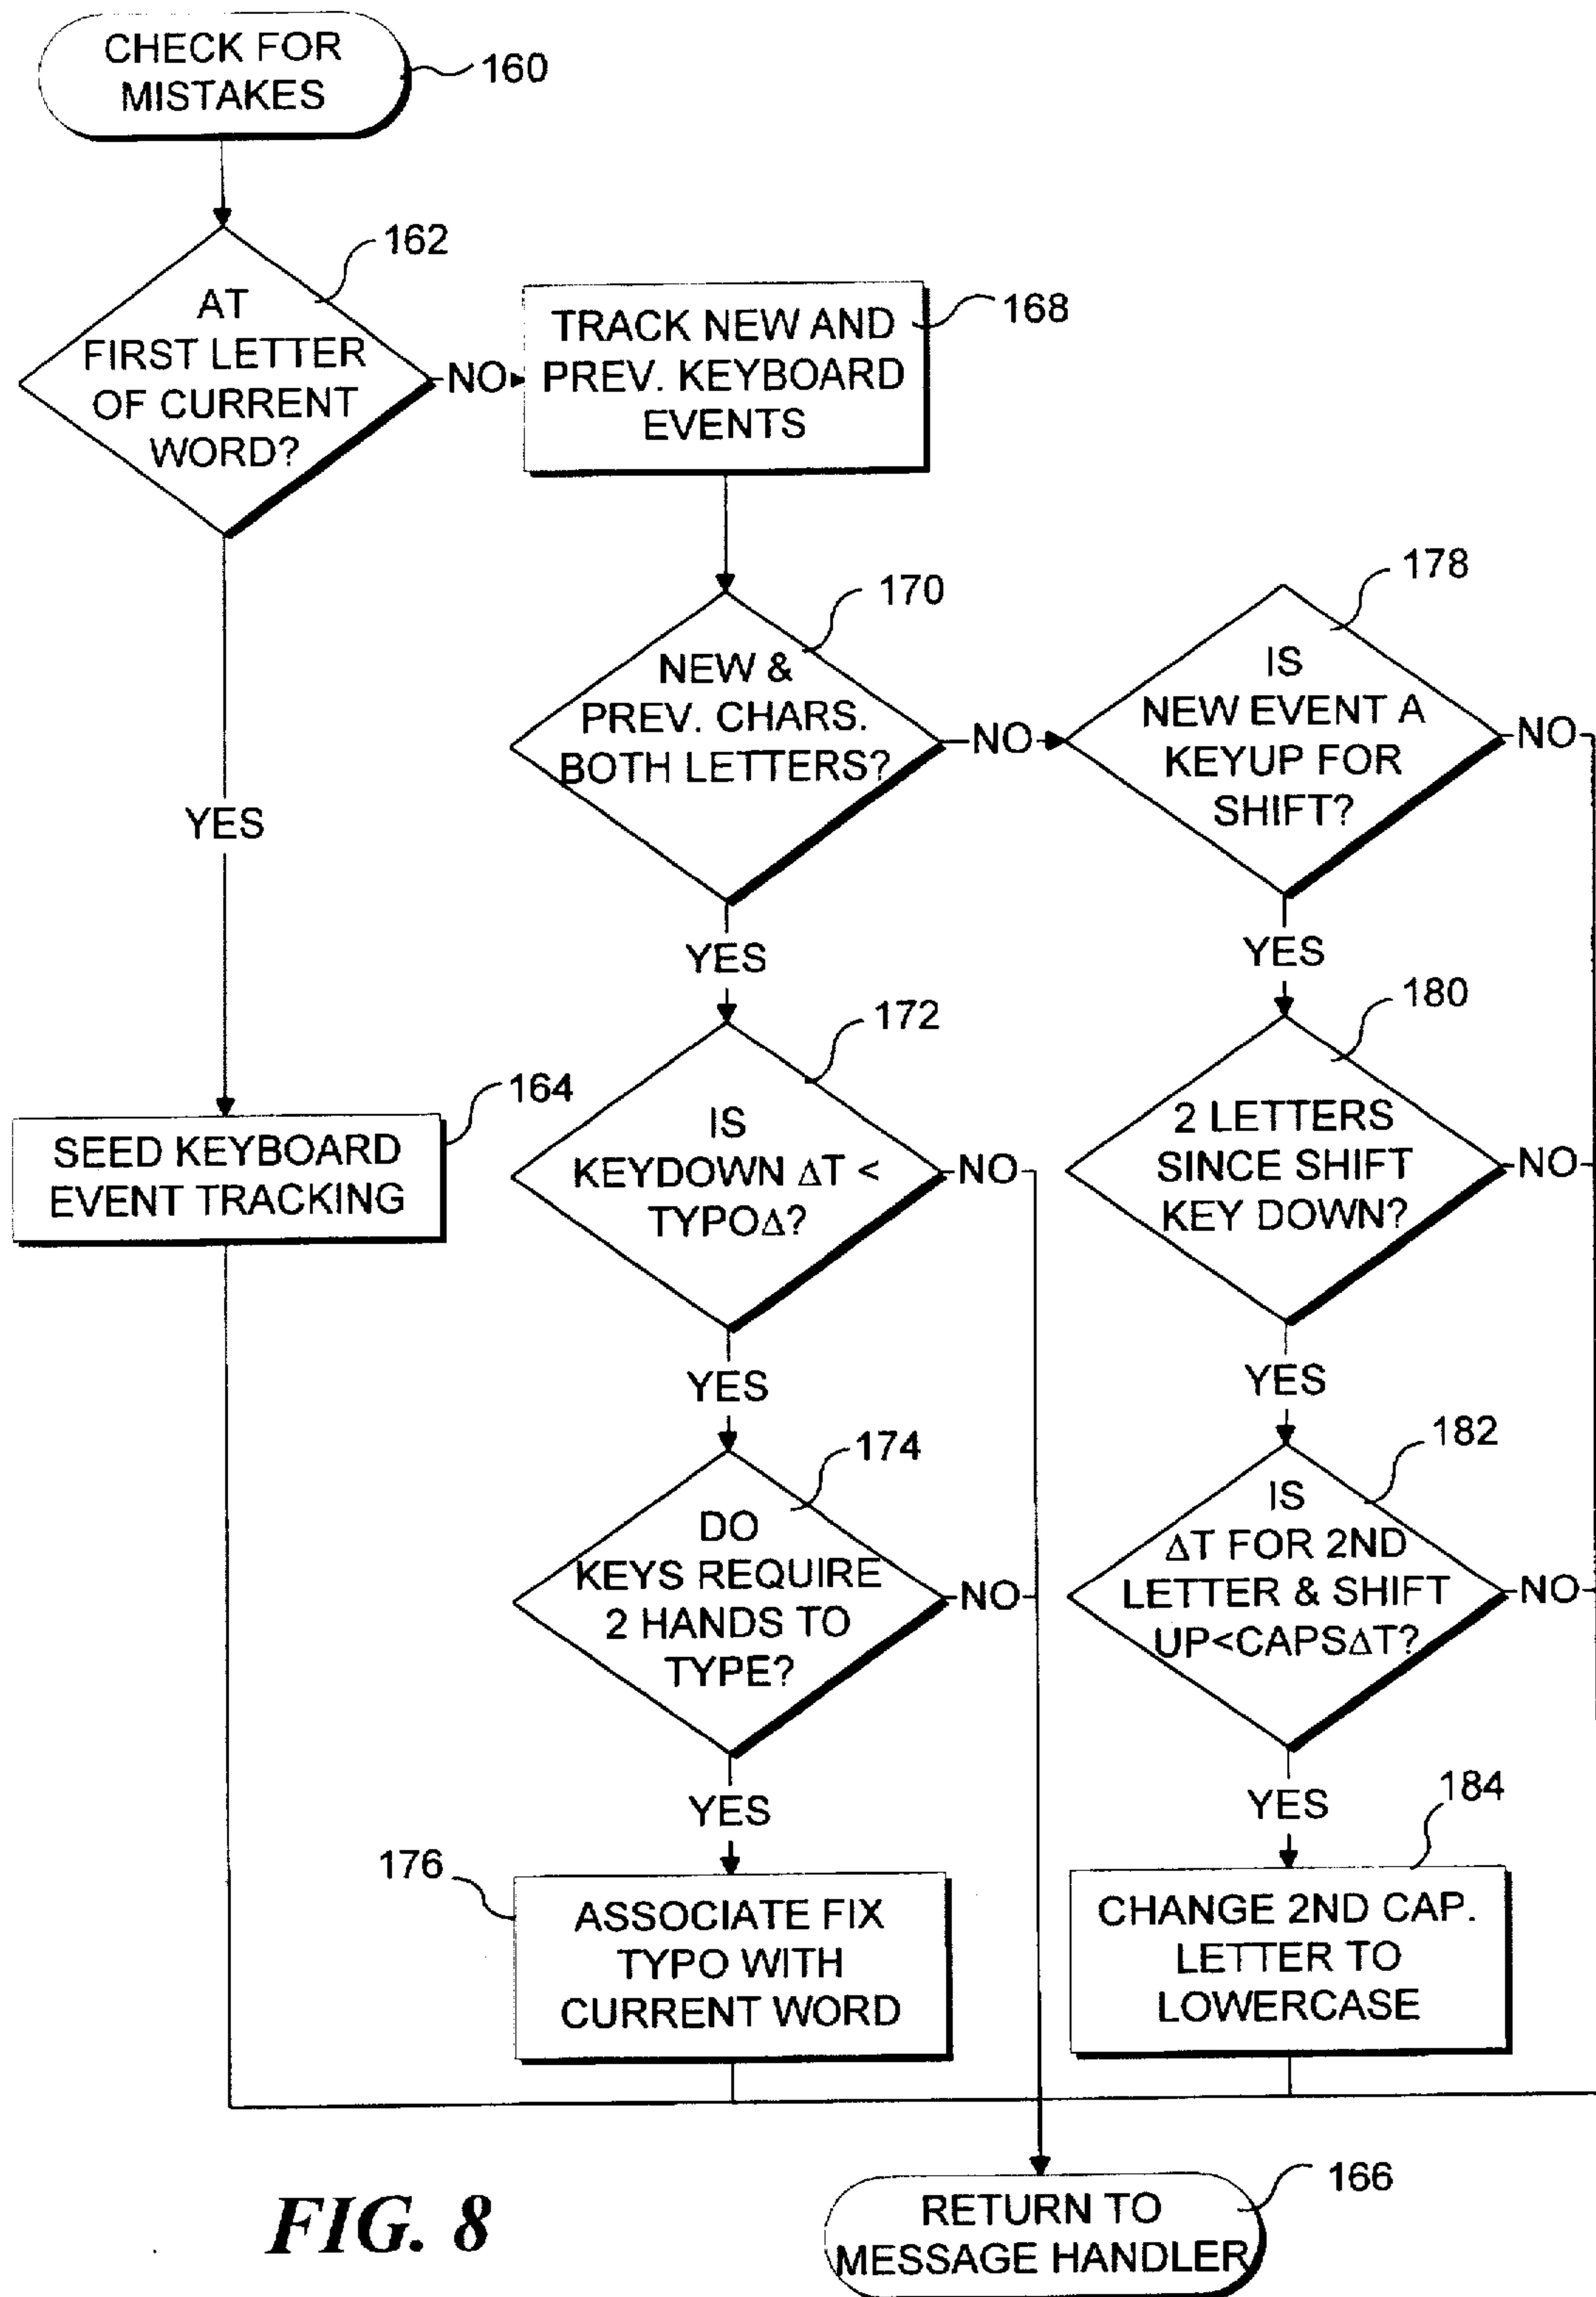 CHECK FOR
MISTAKES
160
162
AT
FIRST LETTER
OF CURRENT
WORD?
NO
TRACK NEW AND
PREV. KEYBOARD
EVENTS
168
YES
170
NEW &
PREV. CHARS.
BOTH LETTERS?
NO
178
IS
NEW EVENT A
KEYUP FOR
SHIFT?
NO
YES
YES
164
SEED KEYBOARD
EVENT TRACKING
172
IS
KEYDOWN ΔT <
TYPOΔ?
NO
180
2 LETTERS
SINCE SHIFT
KEY DOWN?
NO
YES
YES
174
DO
KEYS REQUIRE
2 HANDS TO
TYPE?
NO
182
IS
ΔT FOR 2ND
LETTER & SHIFT
UP<CAPSΔT?
NO
YES
YES
176
ASSOCIATE FIX
TYPO WITH
CURRENT WORD
184
CHANGE 2ND CAP.
LETTER TO
LOWERCASE
166
RETURN TO
MESSAGE HANDLER
FIG. 8